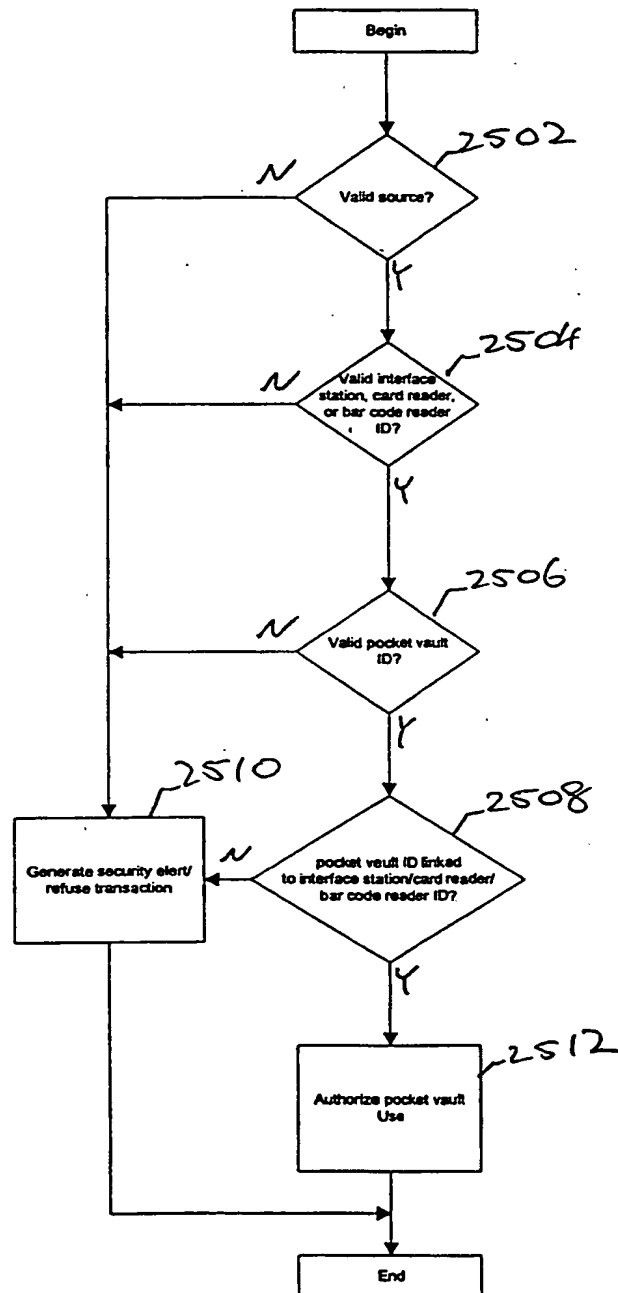 Begin
2502
N
Valid source?
Y
2504
N
Valid interface
station, card reader,
or bar code reader
ID?
Y
2506
N
Valid pocket vault
ID?
Y
2510
2508
Generate security elert/
refuse transaction
N
pocket vault ID linked
to interface station/card reader/
bar code reader ID?
Y
2512
Authorize pocket vault
Use
End